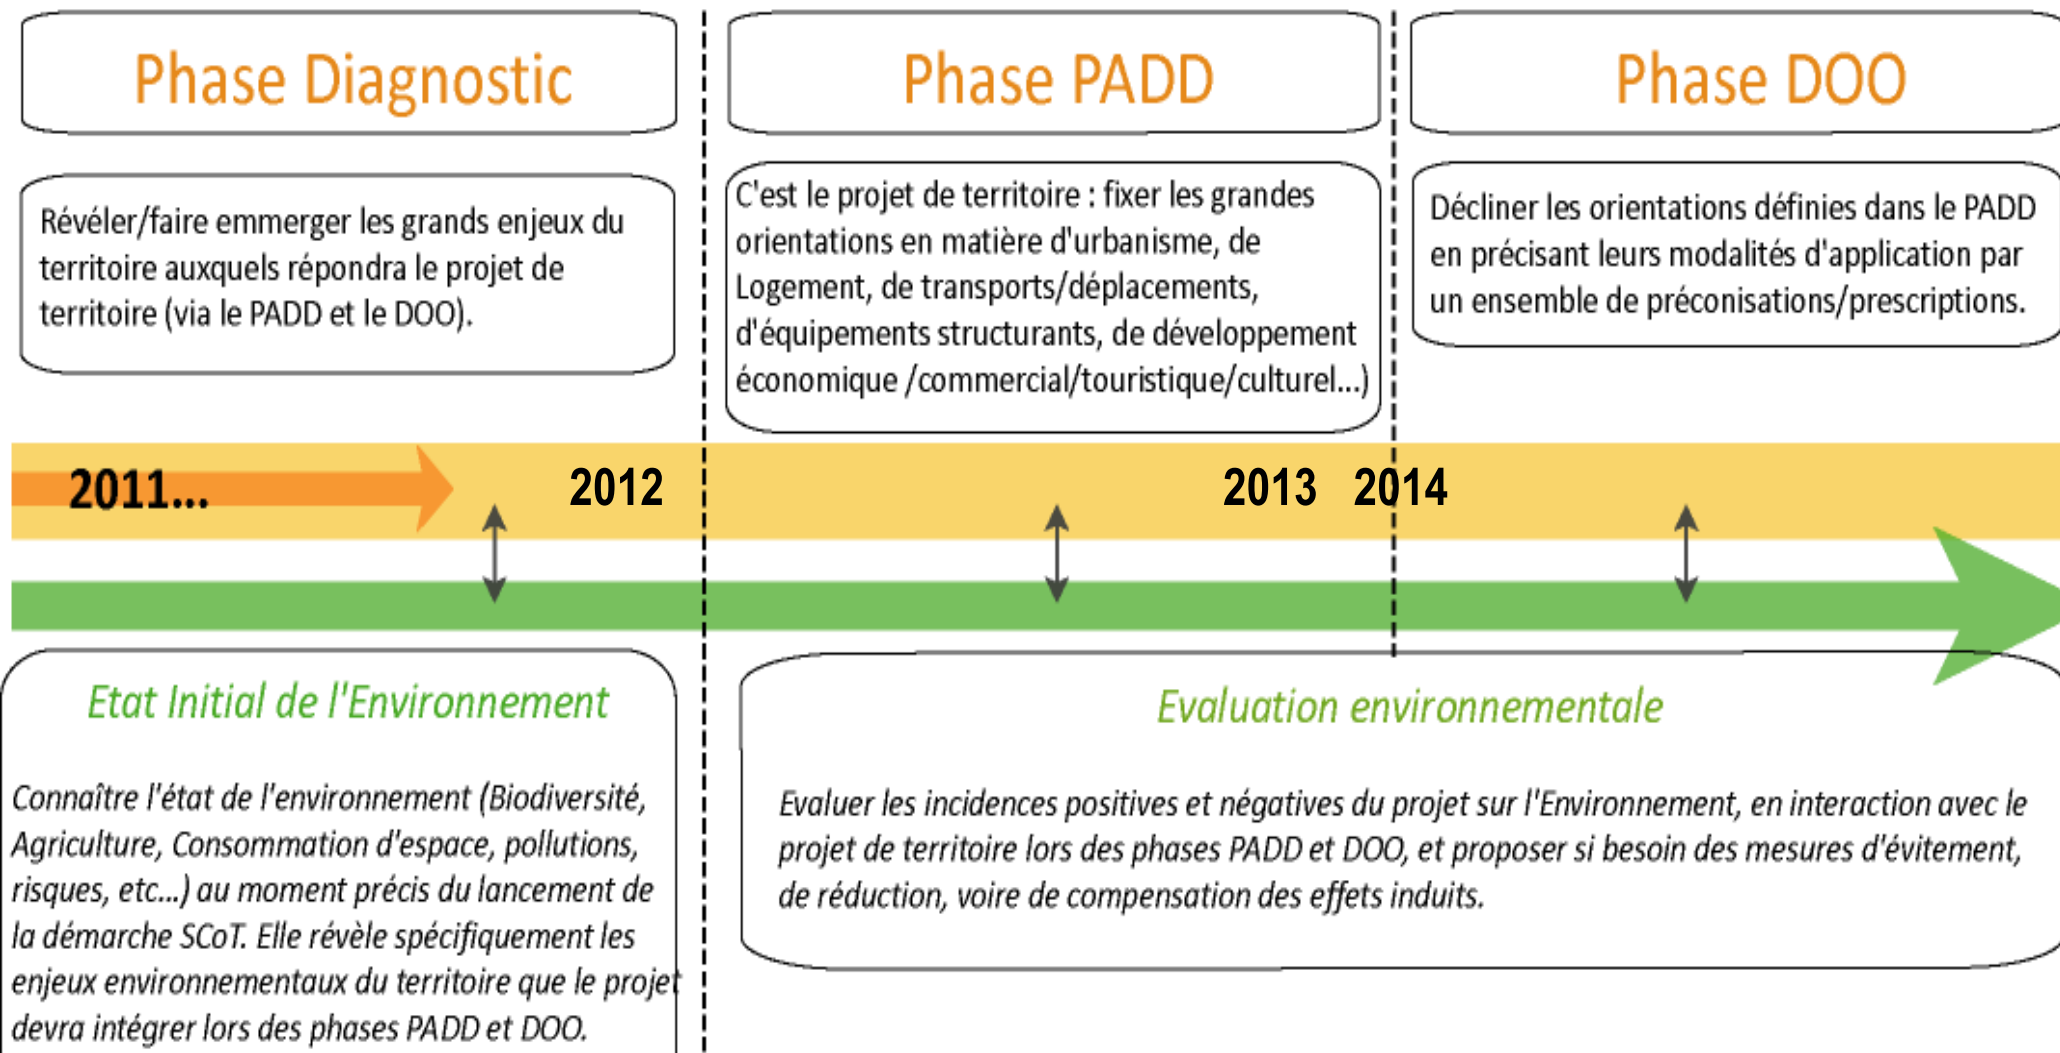 Phase Diagnostic
Phase PADD
Phase DOO
Révéler/faire emmerger les grands enjeux du
territoire auxquels répondra le projet de
territoire (via le PADD et le DOO).
C'est le projet de territoire : fixer les grandes
orientations en matière d'urbanisme, de
Logement, de transports/déplacements,
d'équipements structurants, de développement
économique /commercial/touristique/culturel...)
Décliner les orientations définies dans le PADD
en précisant leurs modalités d'application par
un ensemble de préconisations/prescriptions.
2011...
2012
2013
2014
Etat Initial de l'Environnement
Connaître l'état de l'environnement (Biodiversité,
Agriculture, Consommation d'espace, pollutions,
risques, etc...) au moment précis du lancement de
la démarche SCoT. Elle révèle spécifiquement les
enjeux environnementaux du territoire que le projet
devra intégrer lors des phases PADD et DOO.
Evaluation environnementale
Evaluer les incidences positives et négatives du projet sur l'Environnement, en interaction avec le
projet de territoire lors des phases PADD et DOO, et proposer si besoin des mesures d'évitement,
de réduction, voire de compensation des effets induits.